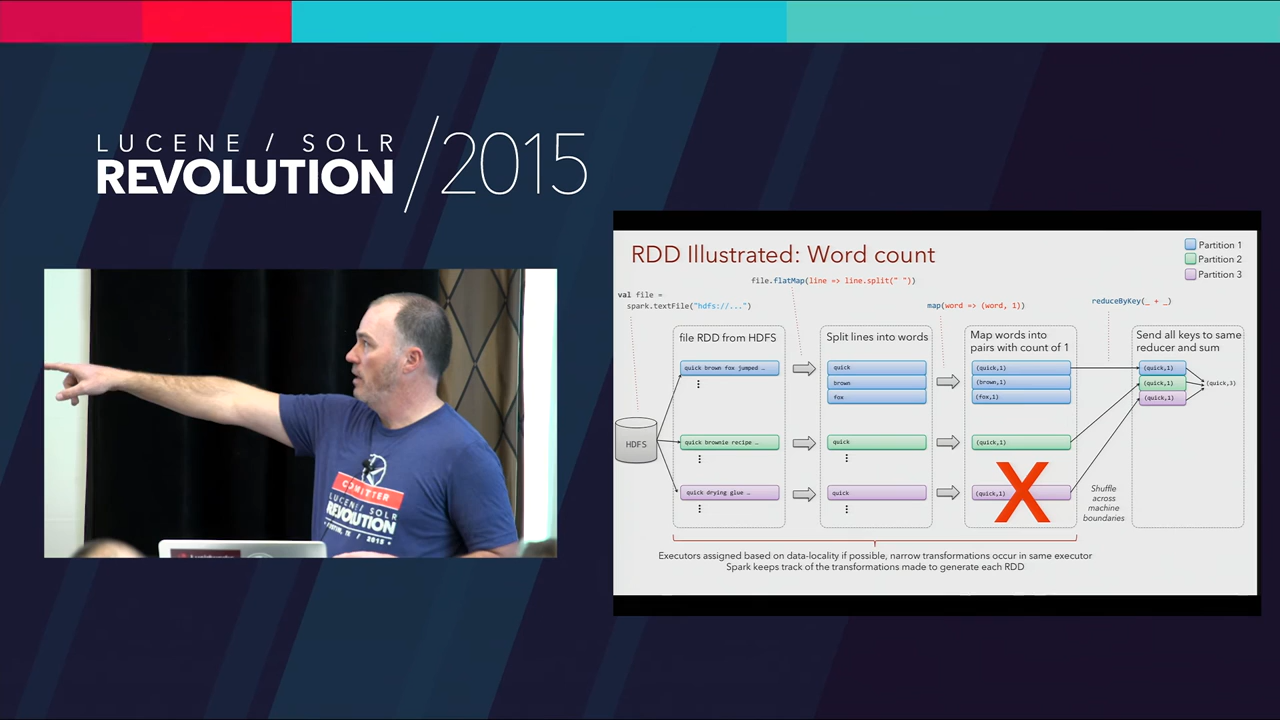 LUCENE / SOLR
REVOLUTION
/2015
COMMITTER
LUCENE/ SOLR
REVOLUTION
RDD Illustrated: Word count
Partition 1
Partition 2
Partition 3
file.flatMap(line => line.split(" "))
val file =
spark.textFile("hdfs://...")
map(word => (word, 1))
reduceByKey(_ + _)
file RDD from HDFS
Split lines into words
Map words into
pairs with count of 1
Send all keys to same
reducer and sum
quick brown fox jumped …
quick
brown
fox
(quick,1)
(brown,1)
(fox,1)
(quick,1)
(quick,1)
(quick,1)
(quick,3)
HDFS
quick brownie recipe …
quick
(quick,1)
quick drying glue …
quick
(quick,1)
X
Shuffle
across
machine
boundaries
Executors assigned based on data-locality if possible, narrow transformations occur in same executor
Spark keeps track of the transformations made to generate each RDD